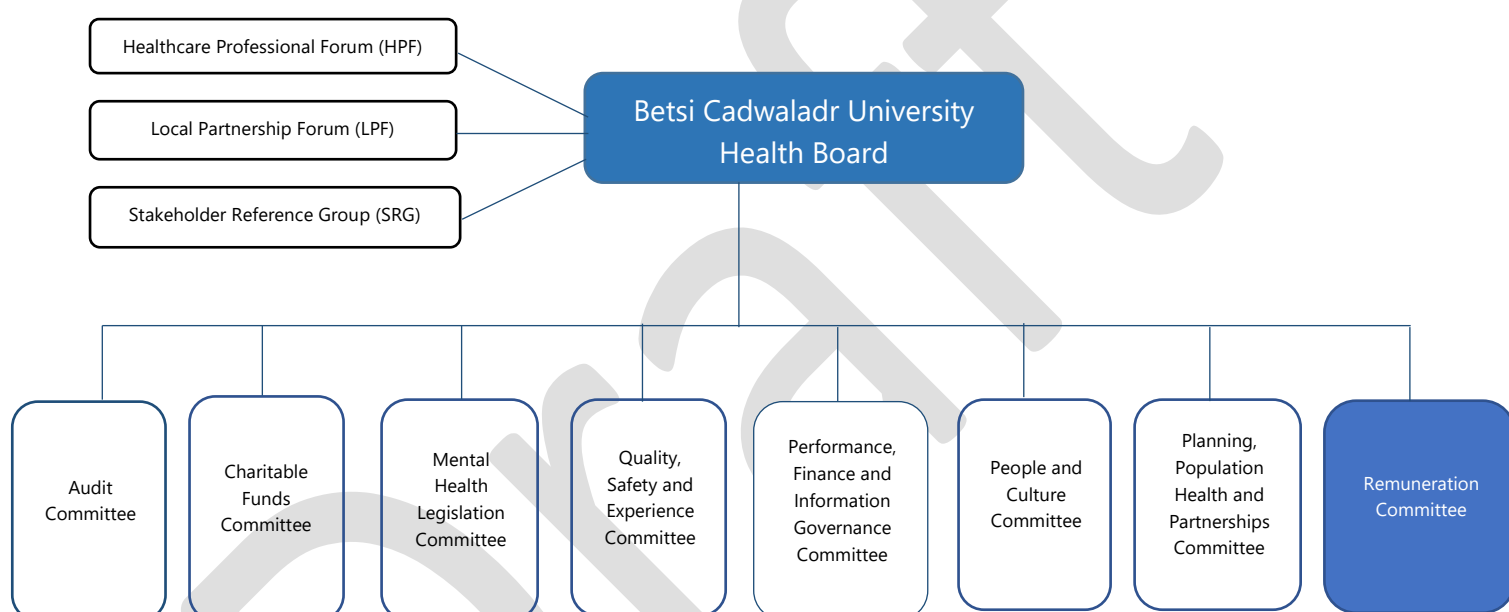 Healthcare Professional Forum (HPF)
Local Partnership Forum (LPF)
Stakeholder Reference Group (SRG)
Betsi Cadwaladr University
Health Board
Audit
Committee
Charitable
Funds
Committee
Mental
Health
Legislation
Committee
Quality,
Safety and
Experience
Committee
Performance,
Finance and
Information
Governance
Committee
People and
Culture
Committee
Planning,
Population
Health and
Partnerships
Committee
Remuneration
Committee
Draft